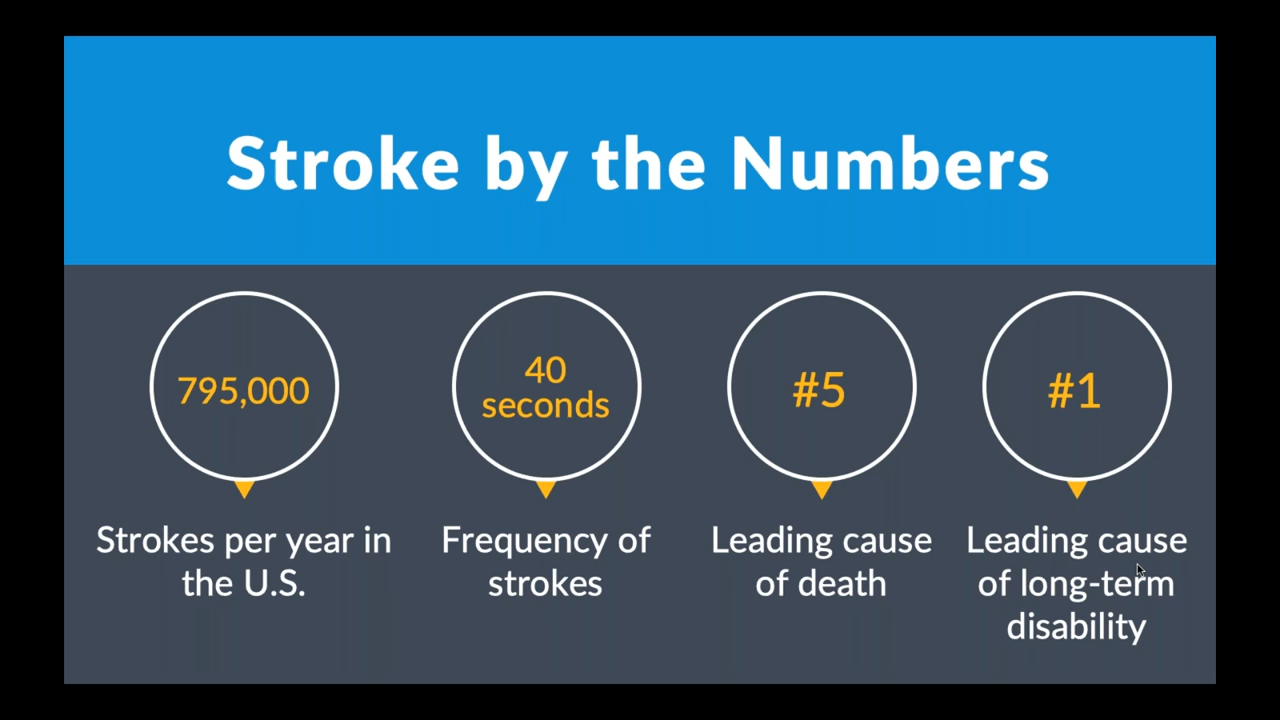 Stroke by the Numbers
795,000
Strokes per year in
the U.S.
40
seconds
Frequency of
strokes
#5
Leading cause
of death
#1
Leading cause
of long-term
disability